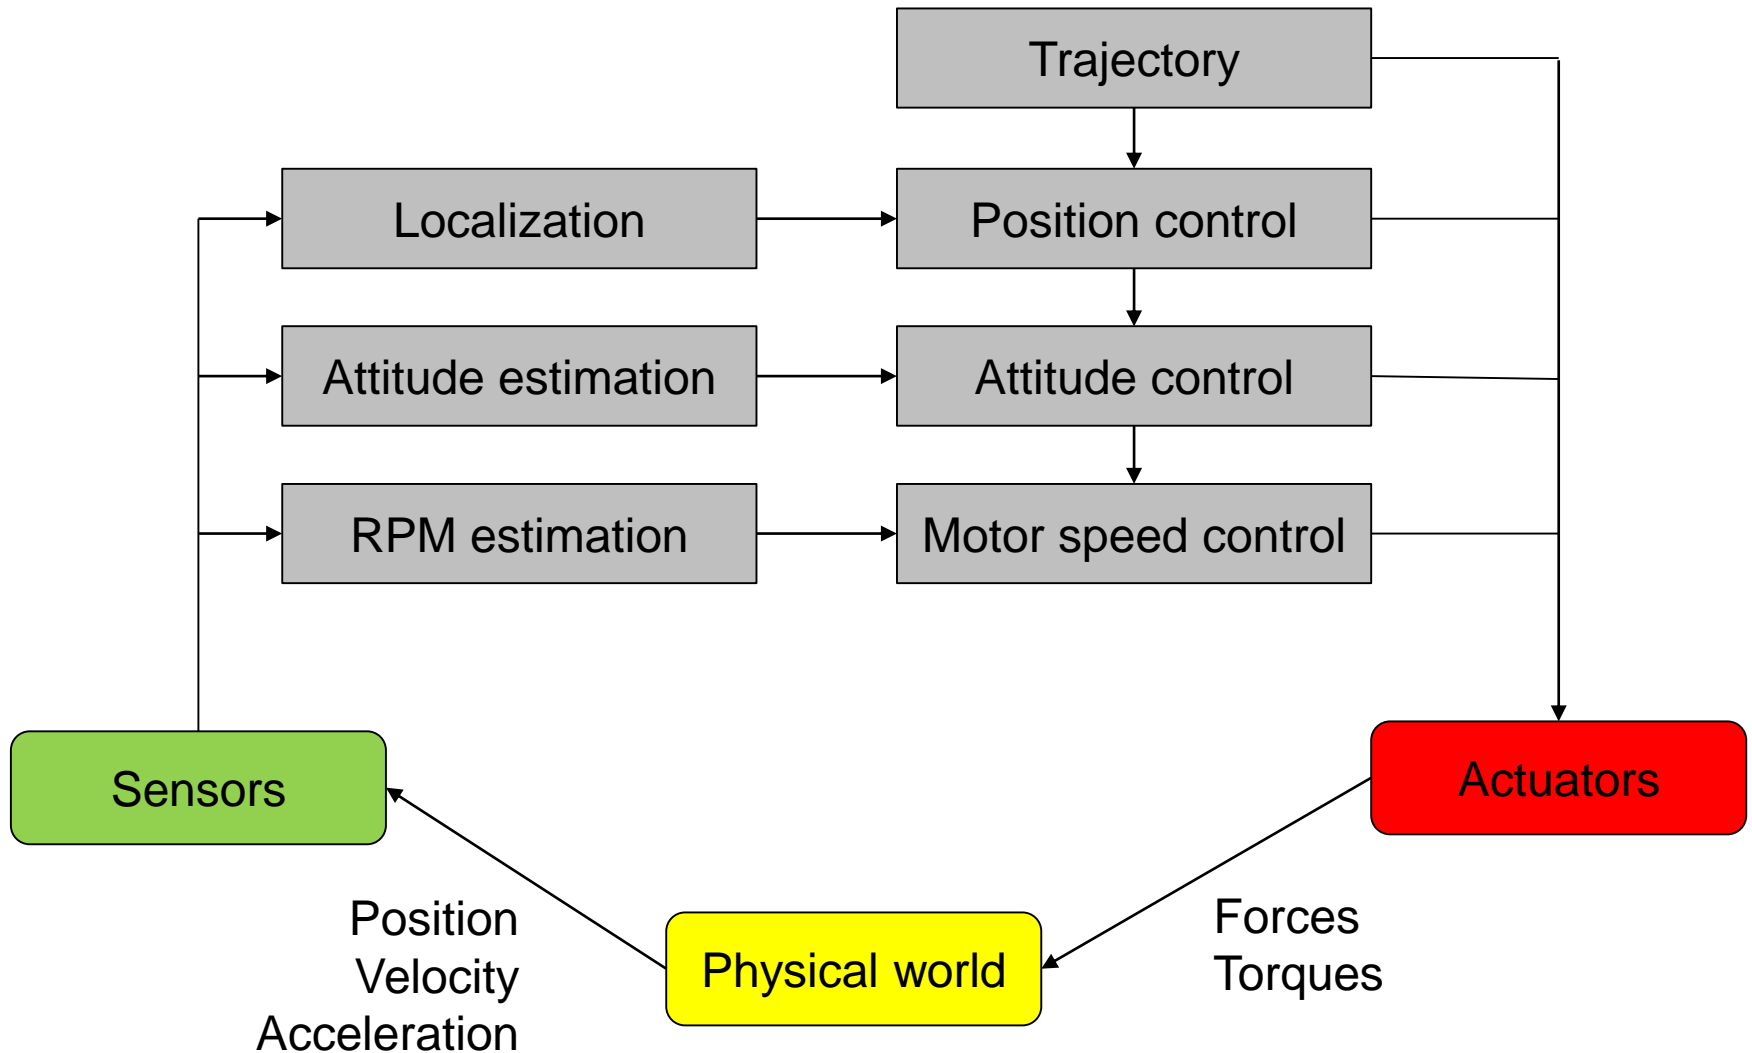 Trajectory
Localization
Position control
Attitude estimation
Attitude control
RPM estimation
Motor speed control
Sensors
Actuators
Position
Velocity
Acceleration
Physical world
Forces
Torques